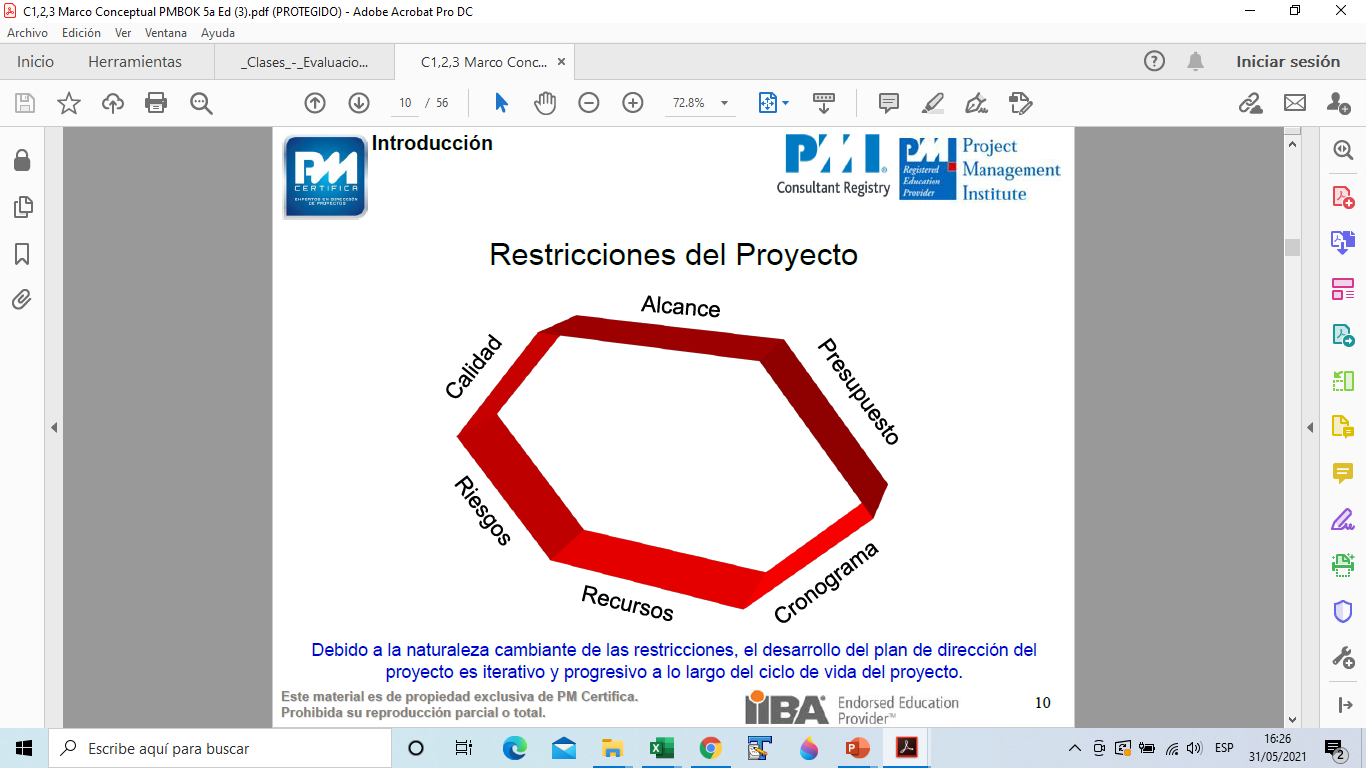 C1,2,3 Marco Conceptual PMBOK 5a Ed (3).pdf (PROTEGIDO) - Adobe Acrobat Pro DC
Archivo Edición Ver Ventana Ayuda
Inicio Herramientas _Clases_-_Evaluacio... C1,2,3 Marco Conc... × Iniciar sesión
10 / 56 72.8%
Introducción
PM
CERTIFICA
EXPERTOS EN DIRECCIÓN
DE PROYECTOS
PMI®
Consultant Registry
PMI
Registered
Education
Provider
Project
Management
Institute
Restricciones del Proyecto
Alcance
Presupuesto
Calidad
Riesgos
Recursos
Cronograma
Debido a la naturaleza cambiante de las restricciones, el desarrollo del plan de dirección del
proyecto es iterativo y progresivo a lo largo del ciclo de vida del proyecto.
Este material es de propiedad exclusiva de PM Certifica.
Prohibida su reproducción parcial o total.
iiBA
Endorsed Education
Provider™
10
Escribe aquí para buscar
ESP
16:26
31/05/2021
2